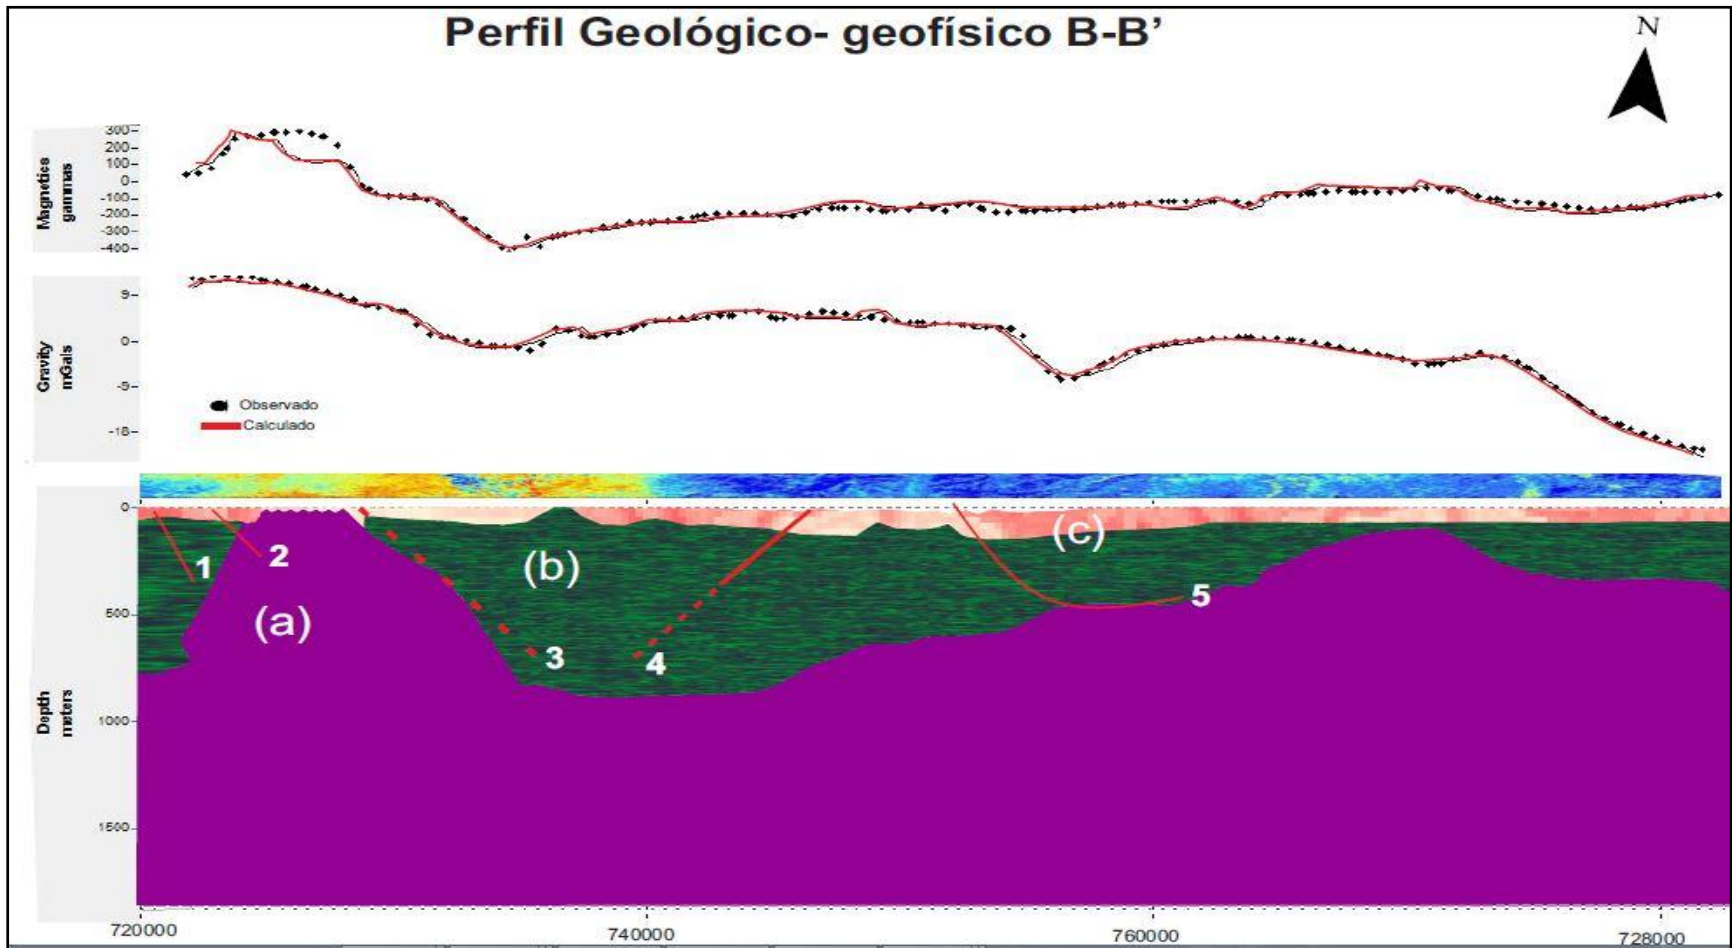 Perfil Geológico- geofísico B-B’
N
Magnetics
gammas
300
200
100
0
-100
-200
-300
-400
Gravity
mGals
9
0
-9
-18
Observado
Calculado
Depth
meters
0
500
1000
1500
1
2
3
4
5
(a)
(b)
(c)
720000
740000
760000
728000